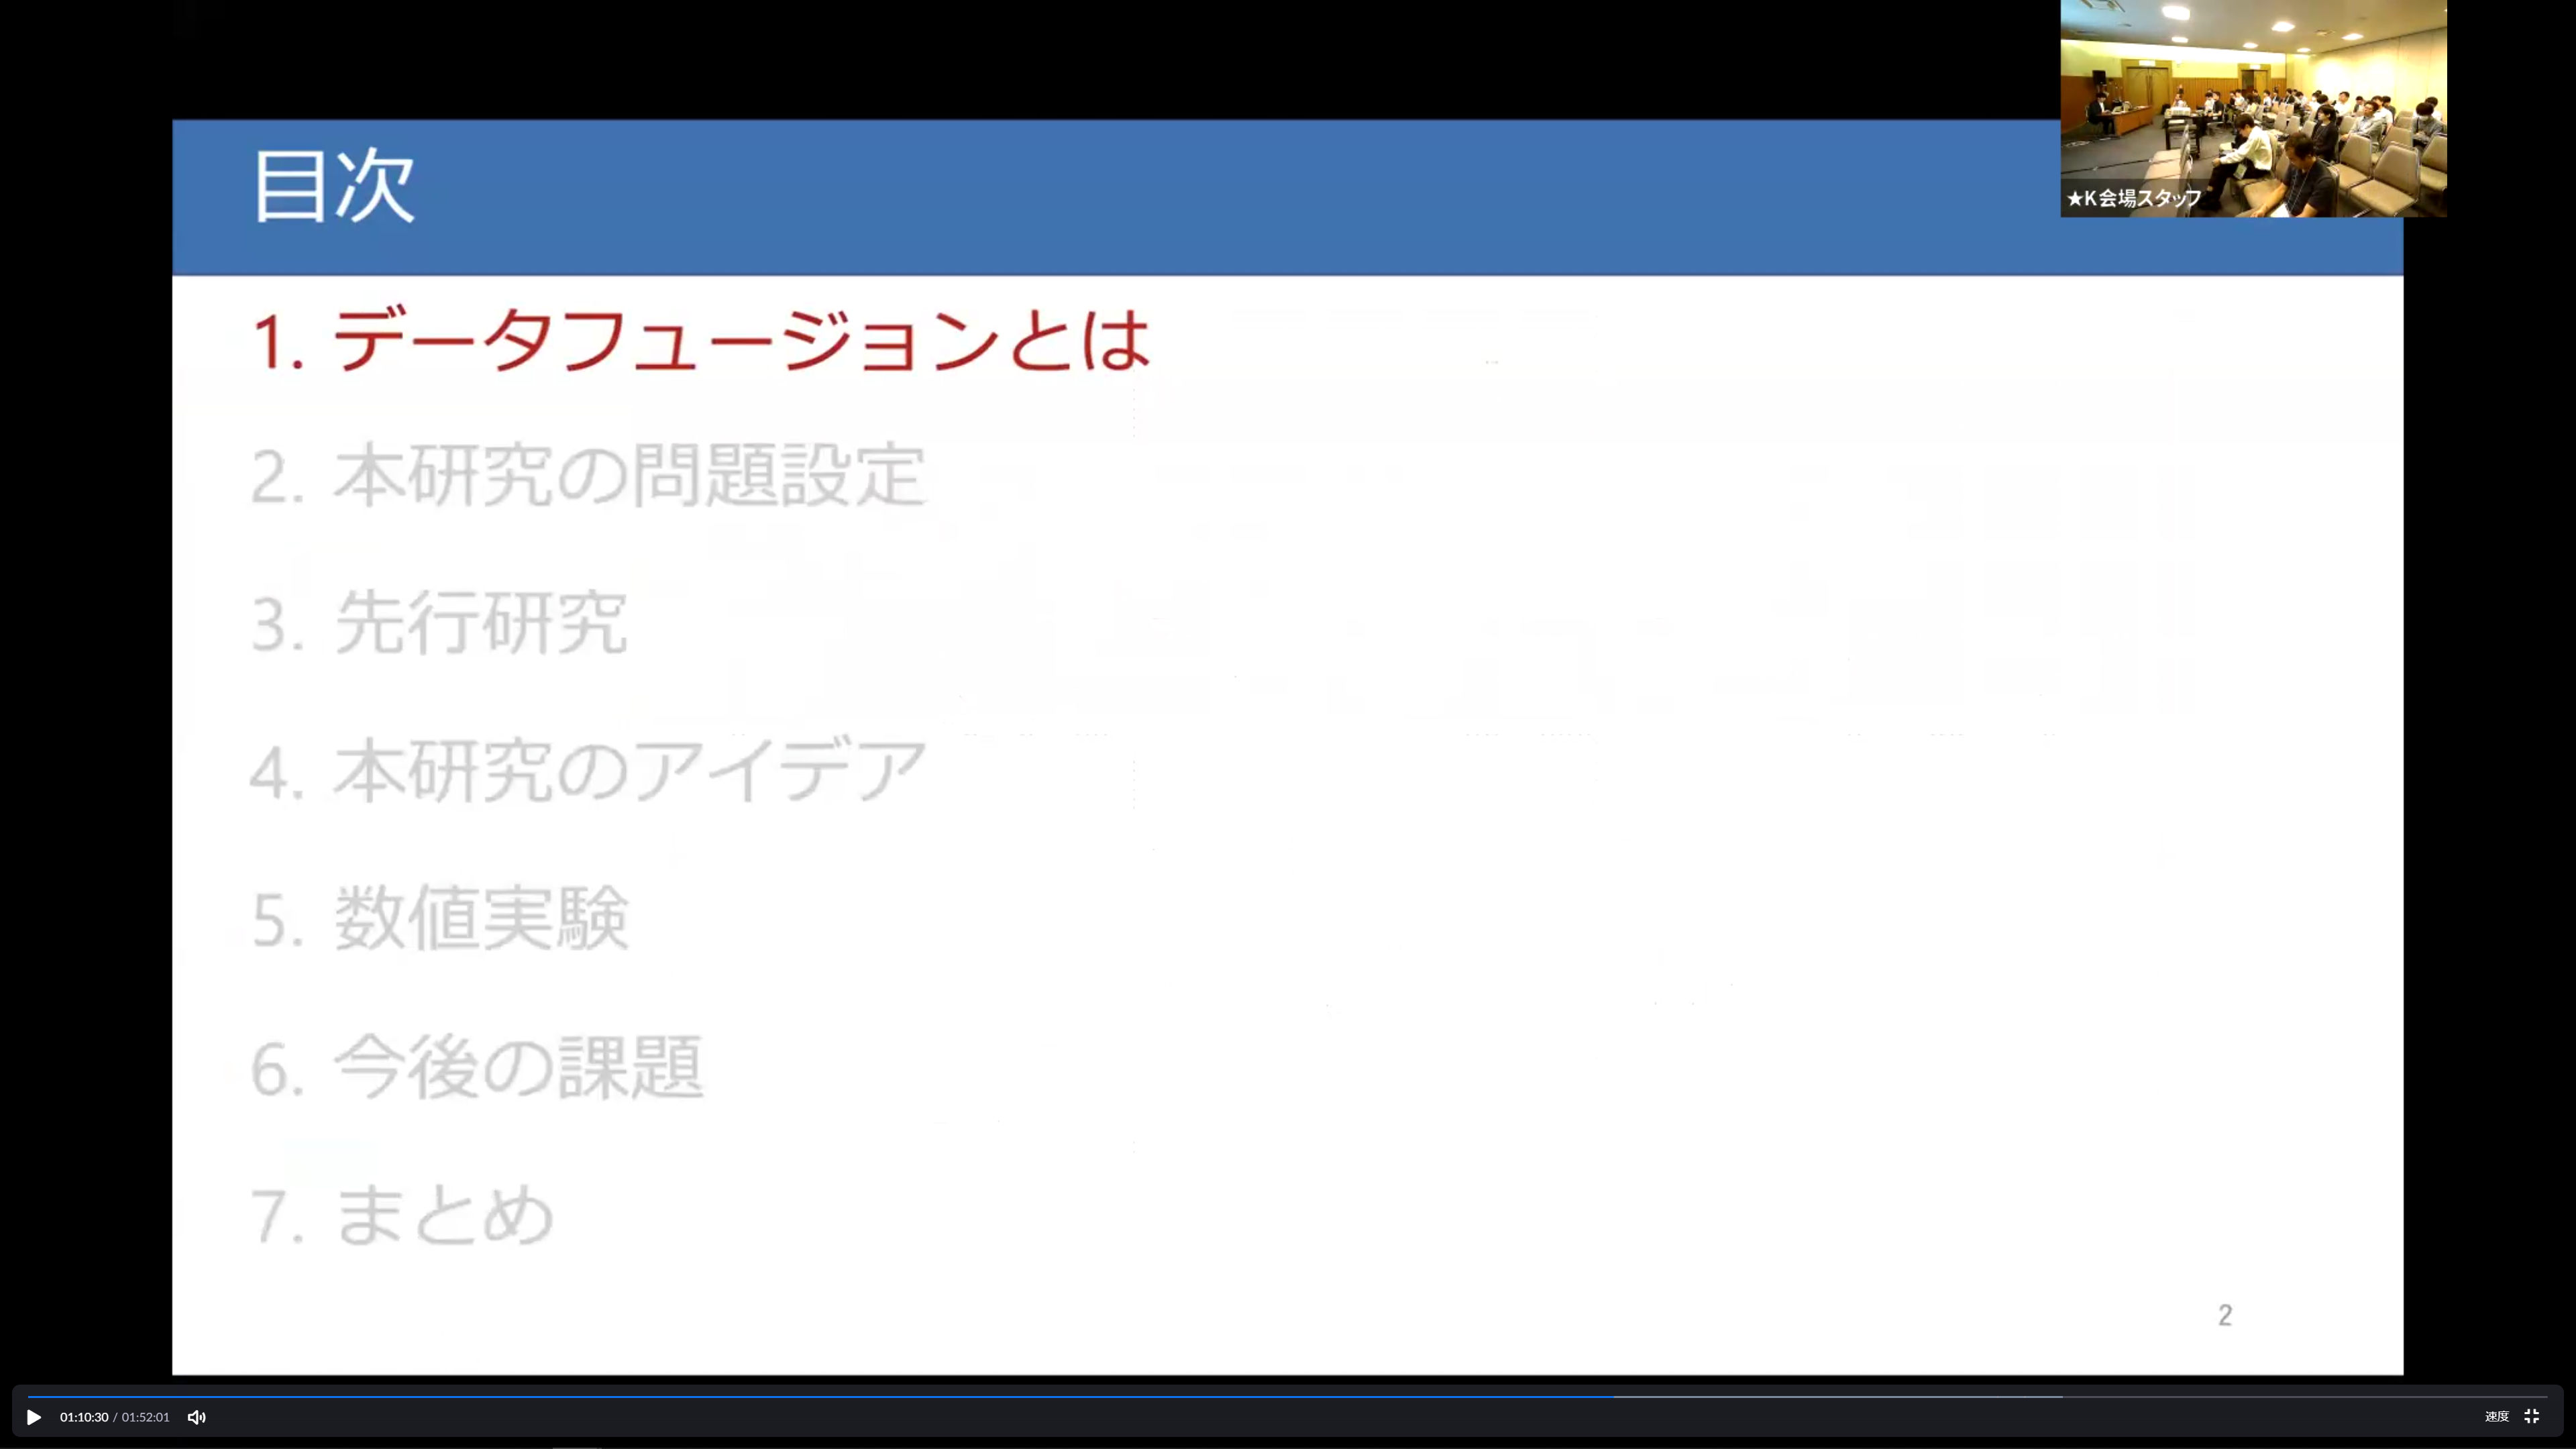 目次
★K会場スタッフ
1. データフュージョンとは
2. 本研究の問題設定
3. 先行研究
4. 本研究のアイデア
5. 数値実験
6. 今後の課題
7. まとめ
2
01:10:30 / 01:52:01
速度